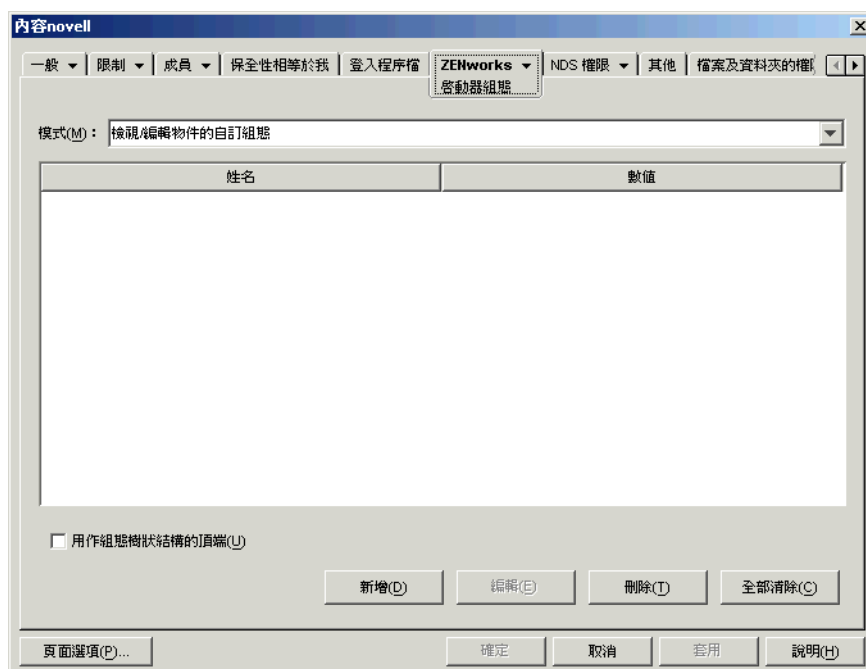 內容novell
一般 限制 成員 保全性相等於我 登入程序檔 ZENworks NDS 權限 其他 檔案及資料夾的權
啓動器組態
模式(M)： 檢視/編輯物件的自訂組態
姓名 數值
用作組態樹狀結構的頂端(U)
新增(D) 編輯(E) 刪除(T) 全部清除(C)
頁面選項(P)... 確定 取消 套用 說明(H)